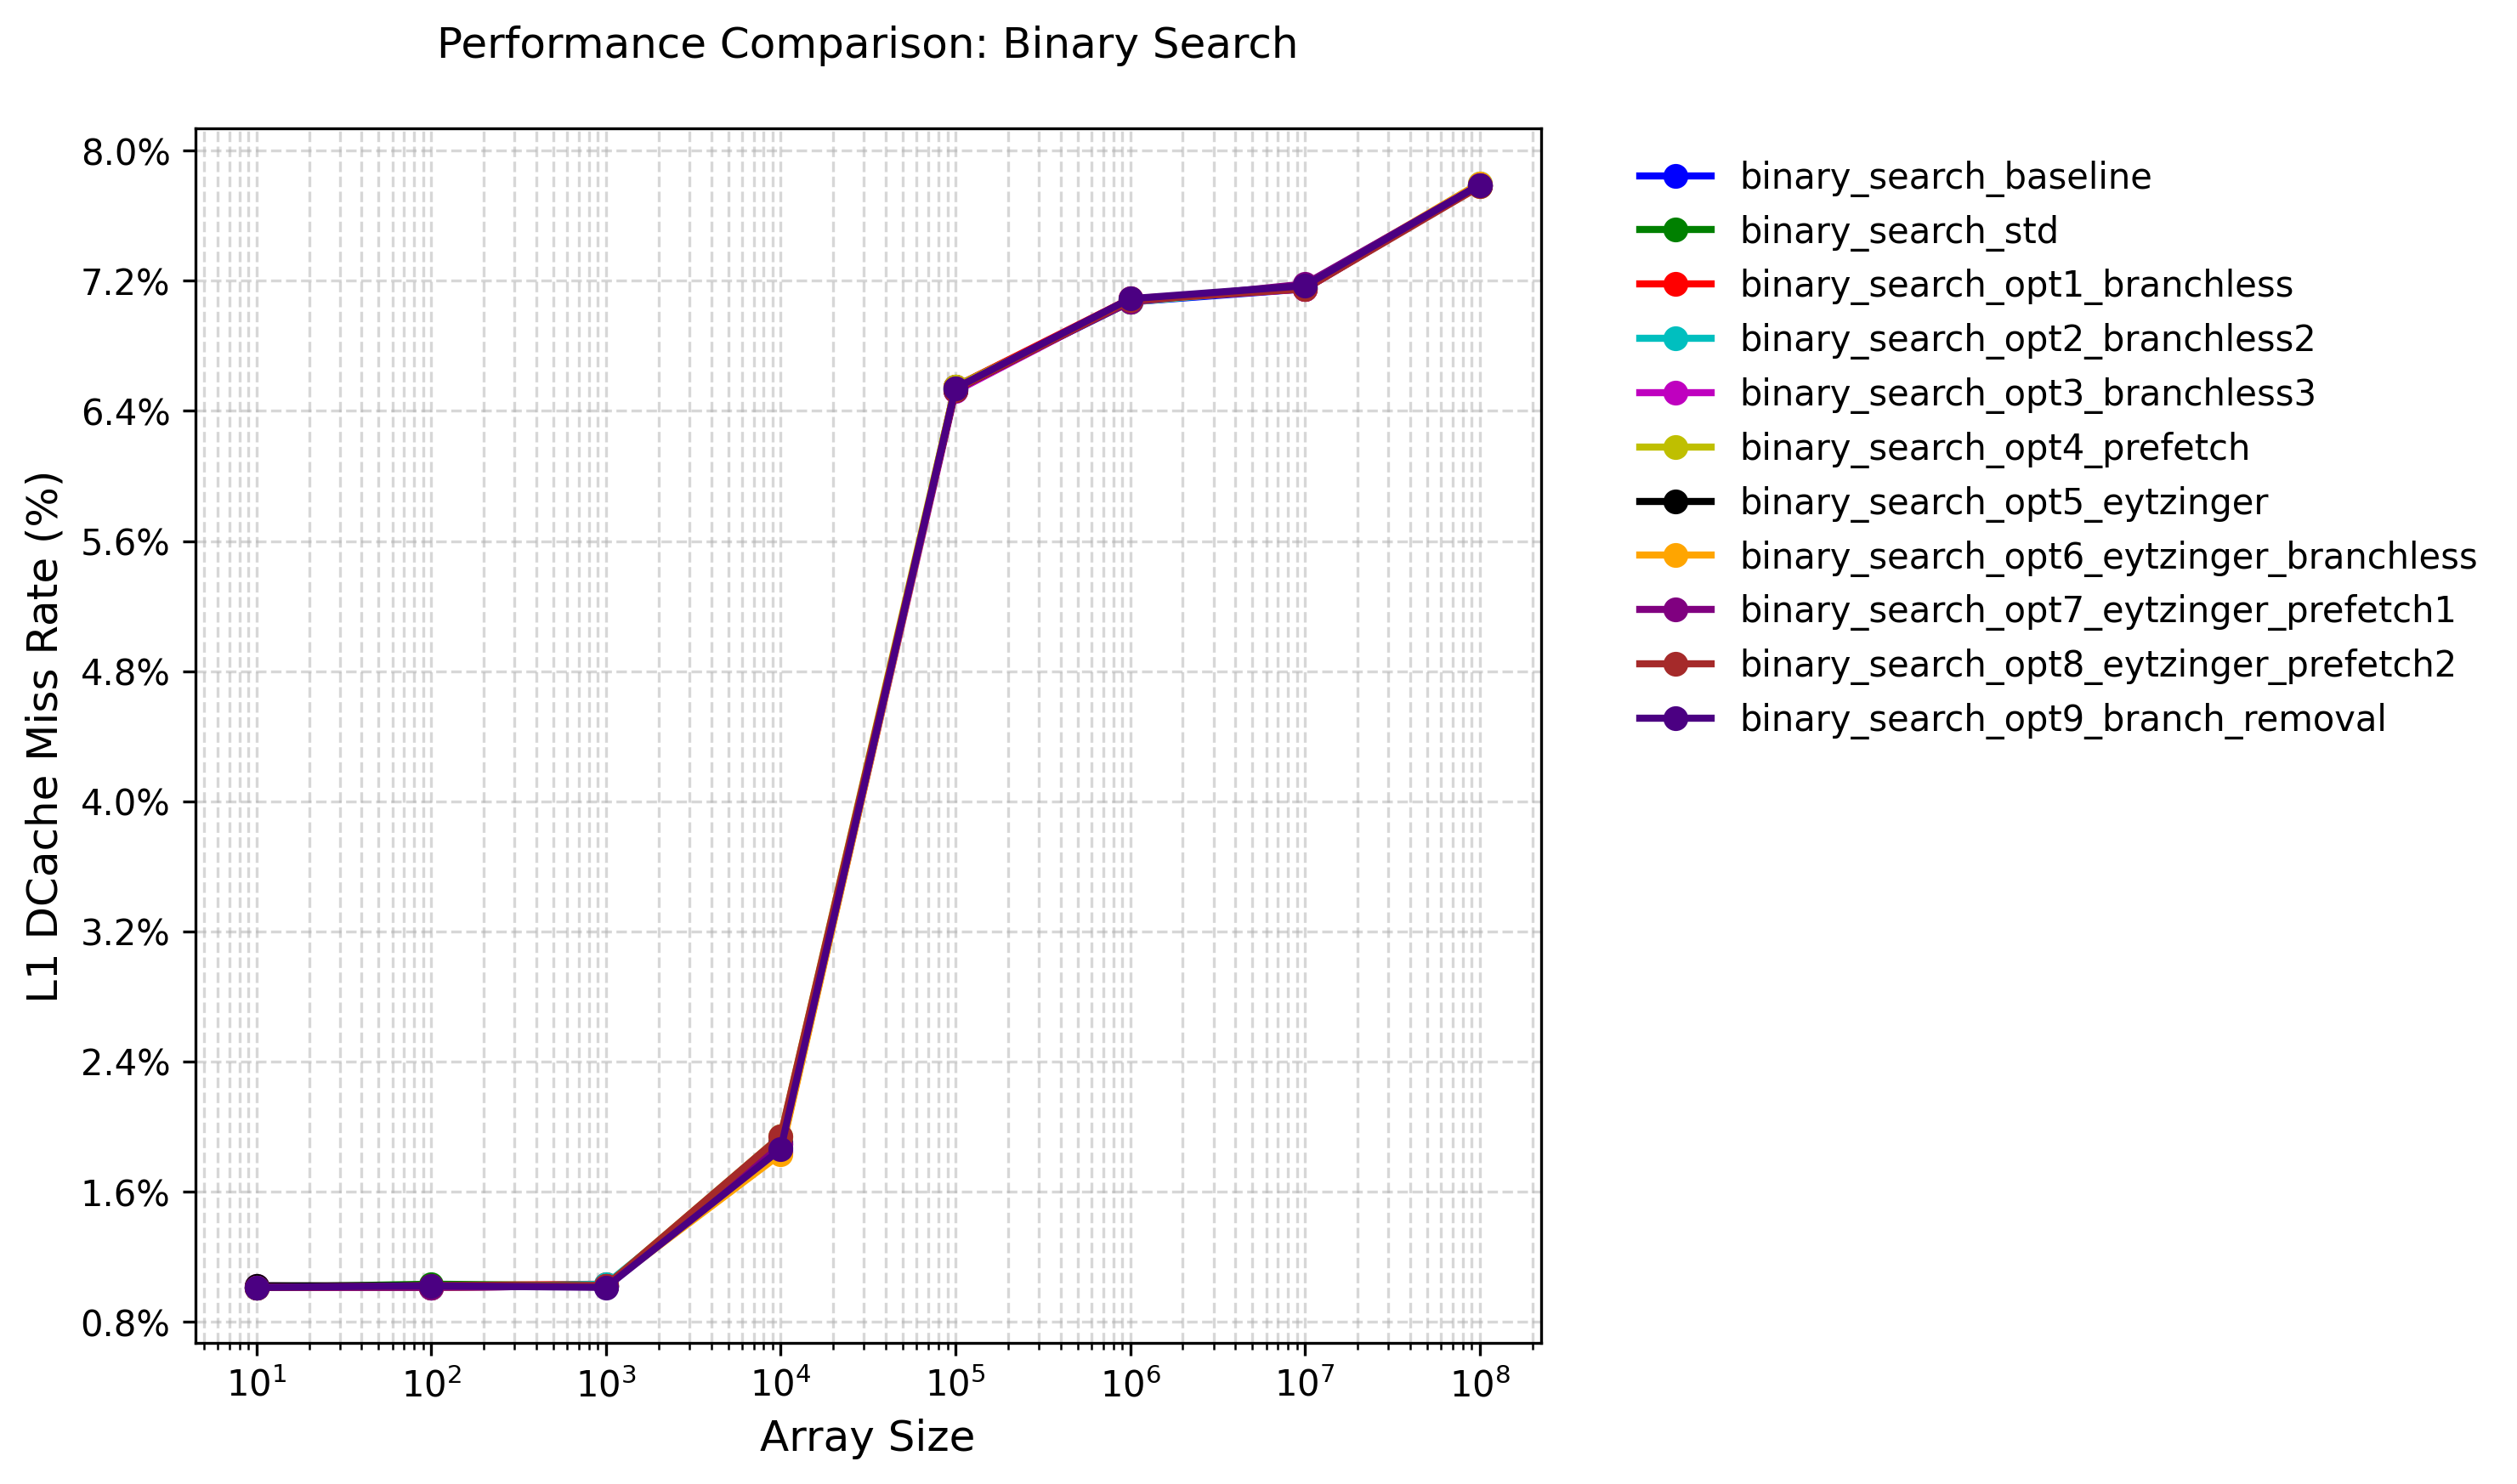 Performance Comparison: Binary Search
8.0%
7.2%
6.4%
5.6%
4.8%
4.0%
3.2%
2.4%
1.6%
0.8%
L1 DCache Miss Rate (%)
10¹ 10² 10³ 10⁴ 10⁵ 10⁶ 10⁷ 10⁸
Array Size
binary_search_baseline
binary_search_std
binary_search_opt1_branchless
binary_search_opt2_branchless2
binary_search_opt3_branchless3
binary_search_opt4_prefetch
binary_search_opt5_eytzinger
binary_search_opt6_eytzinger_branchless
binary_search_opt7_eytzinger_prefetch1
binary_search_opt8_eytzinger_prefetch2
binary_search_opt9_branch_removal